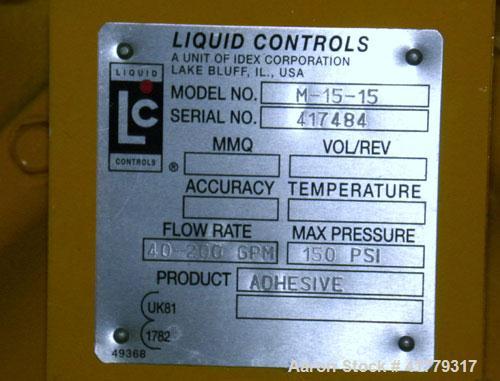 LIQUID CONTROLS
A UNIT OF IDEX CORPORATION
LAKE BLUFF, IL., USA
LIQUID
Lc
CONTROLS
®
MODEL NO. M-15-15
SERIAL NO. 417484
MMQ VOL/REV
ACCURACY TEMPERATURE
FLOW RATE MAX PRESSURE
40-200 GPM 150 PSI
PRODUCT ADHESIVE
UK81
1782
49368